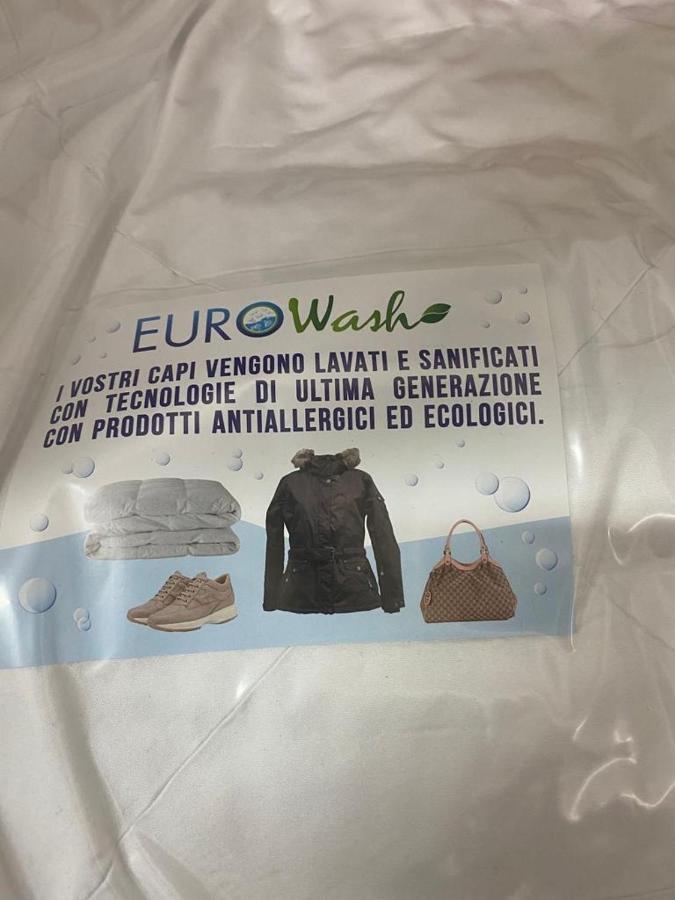 EUROWash
I VOSTRI CAPI VENGONO LAVATI E SANIFICATI
CON TECNOLOGIE DI ULTIMA GENERAZIONE
CON PRODOTTI ANTIALLERGICI ED ECOLOGICI.